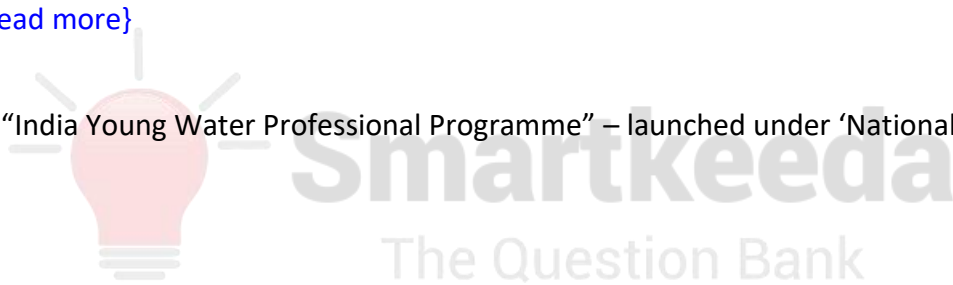 ead more}
“India Young Water Professional Programme” – launched under ‘National
Smartkeeda
The Question Bank